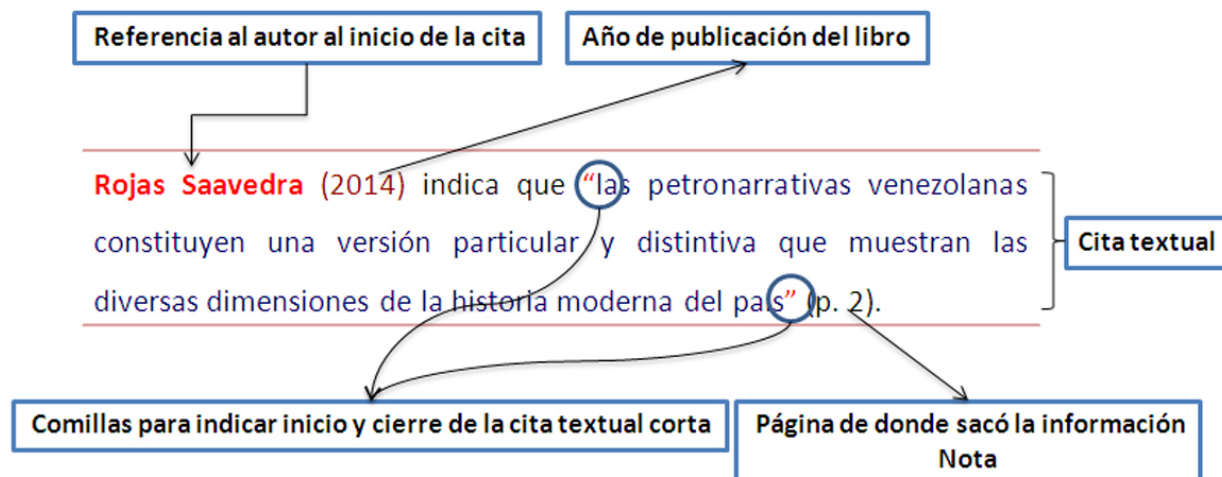 Referencia al autor al inicio de la cita
Año de publicación del libro
Rojas Saavedra (2014) indica que “las petronarrativas venezolanas
constituyen una versión particular y distintiva que muestran las
diversas dimensiones de la historia moderna del país” (p. 2).
Cita textual
Comillas para indicar inicio y cierre de la cita textual corta
Página de donde sacó la información
Nota